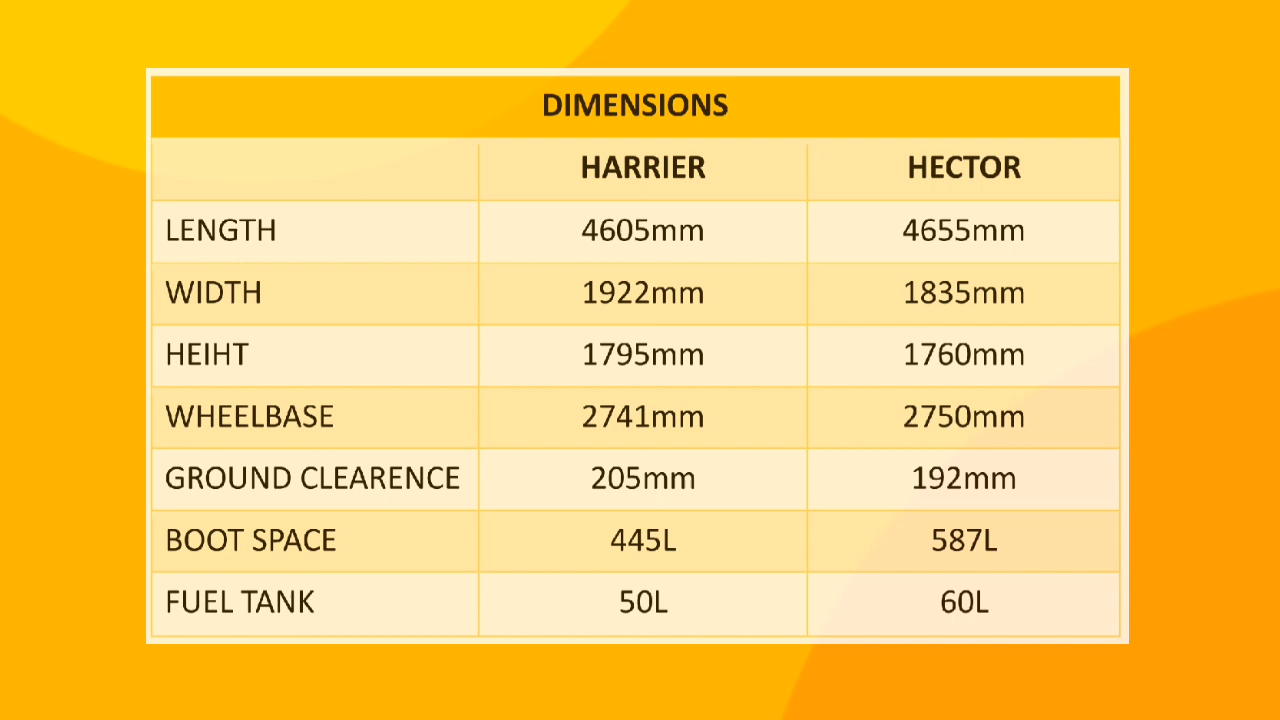 DIMENSIONS
HARRIER HECTOR
LENGTH 4605mm 4655mm
WIDTH 1922mm 1835mm
HEIHT 1795mm 1760mm
WHEELBASE 2741mm 2750mm
GROUND CLEARENCE 205mm 192mm
BOOT SPACE 445L 587L
FUEL TANK 50L 60L